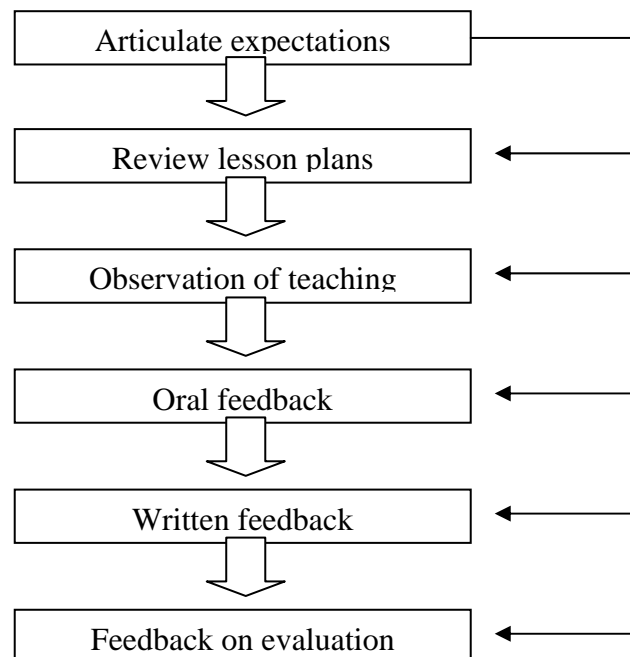 Articulate expectations
Review lesson plans
Observation of teaching
Oral feedback
Written feedback
Feedback on evaluation